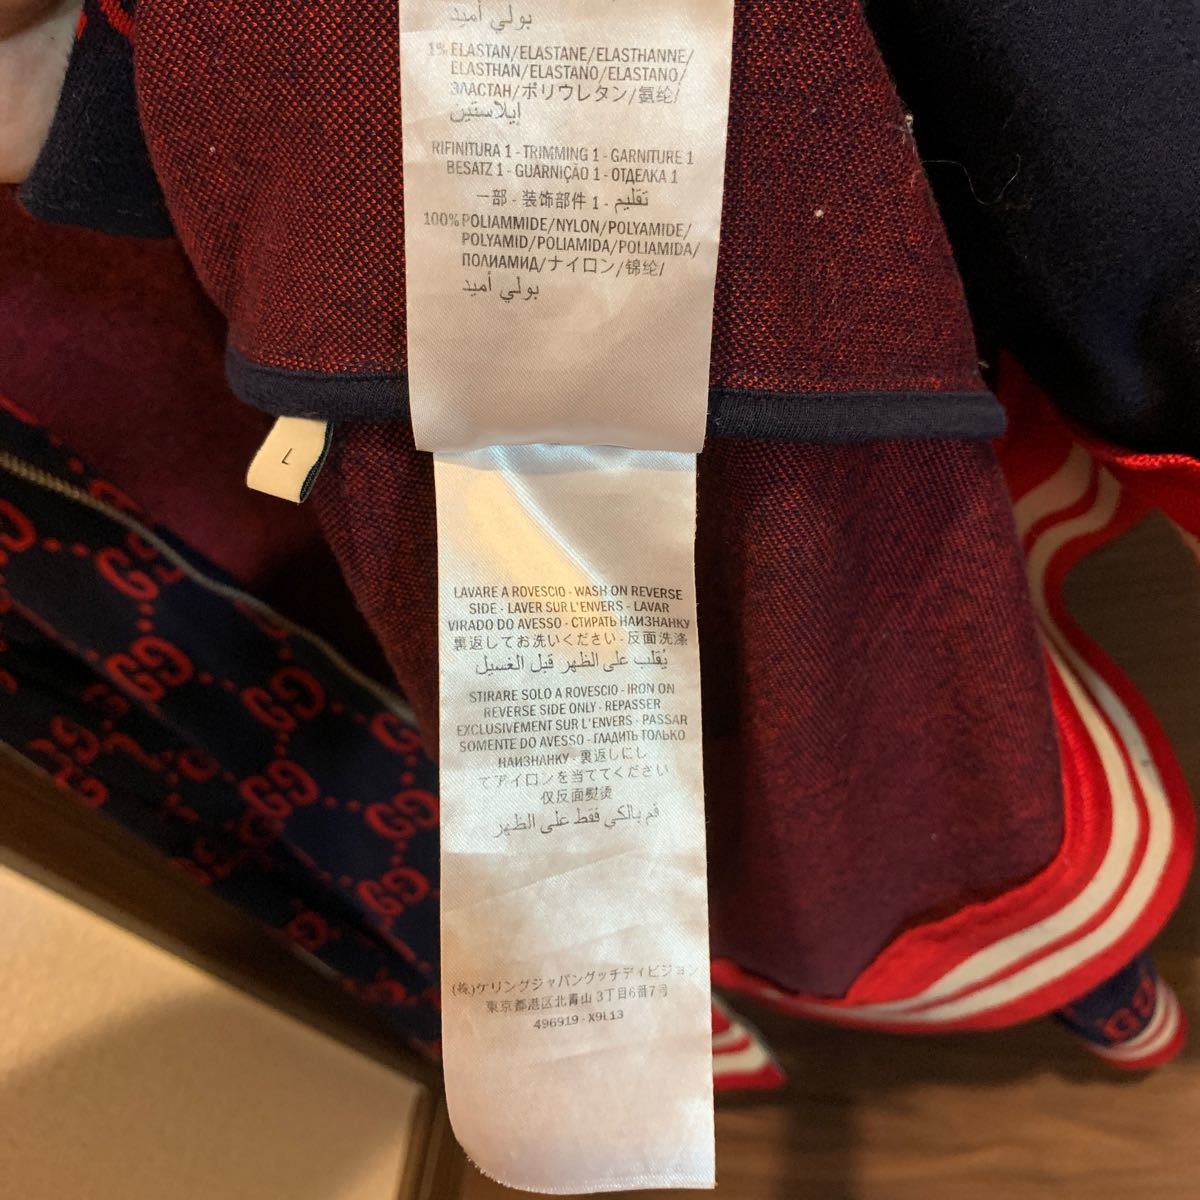 بولي أميد
1% ELASTAN/ELASTANE/ELASTHANNE/
ELASTHAN/ELASTANO/ELASTANO/
ЭЛАСТАН/ポリウレタン/氨纶/
إيلاستين
RIFINITURA 1 - TRIMMING 1 - GARNITURE 1
BESATZ 1 - GUARNIÇÃO 1 - ОТДЕЛКА 1
一部 - 装饰部件 1 - تقليم
100% POLIAMMIDE/NYLON/POLYAMIDE/
POLYAMID/POLIAMIDA/POLIAMIDA/
ПОЛИАМИД/ナイロン/锦纶/
بولي أميد
L
LAVARE A ROVESCIO - WASH ON REVERSE
SIDE - LAVER SUR L'ENVERS - LAVAR
VIRADO DO AVESSO - СТИРАТЬ НАИЗНАНКУ
裏返してお洗いください - 反面洗涤
يُقلب على الظهر قبل الغسيل
STIRARE SOLO A ROVESCIO - IRON ON
REVERSE SIDE ONLY - REPASSER
EXCLUSIVEMENT SUR L'ENVERS - PASSAR
SOMENTE DO AVESSO - ГЛАДИТЬ ТОЛЬКО
НАИЗНАНКУ - 裏返しにし
てアイロンを当ててください
仅反面熨烫
قم بالكي فقط على الظهر
(株)ケリングジャパングッチディビジョン
東京都港区北青山 3丁目6番7号
496919 - X9L13